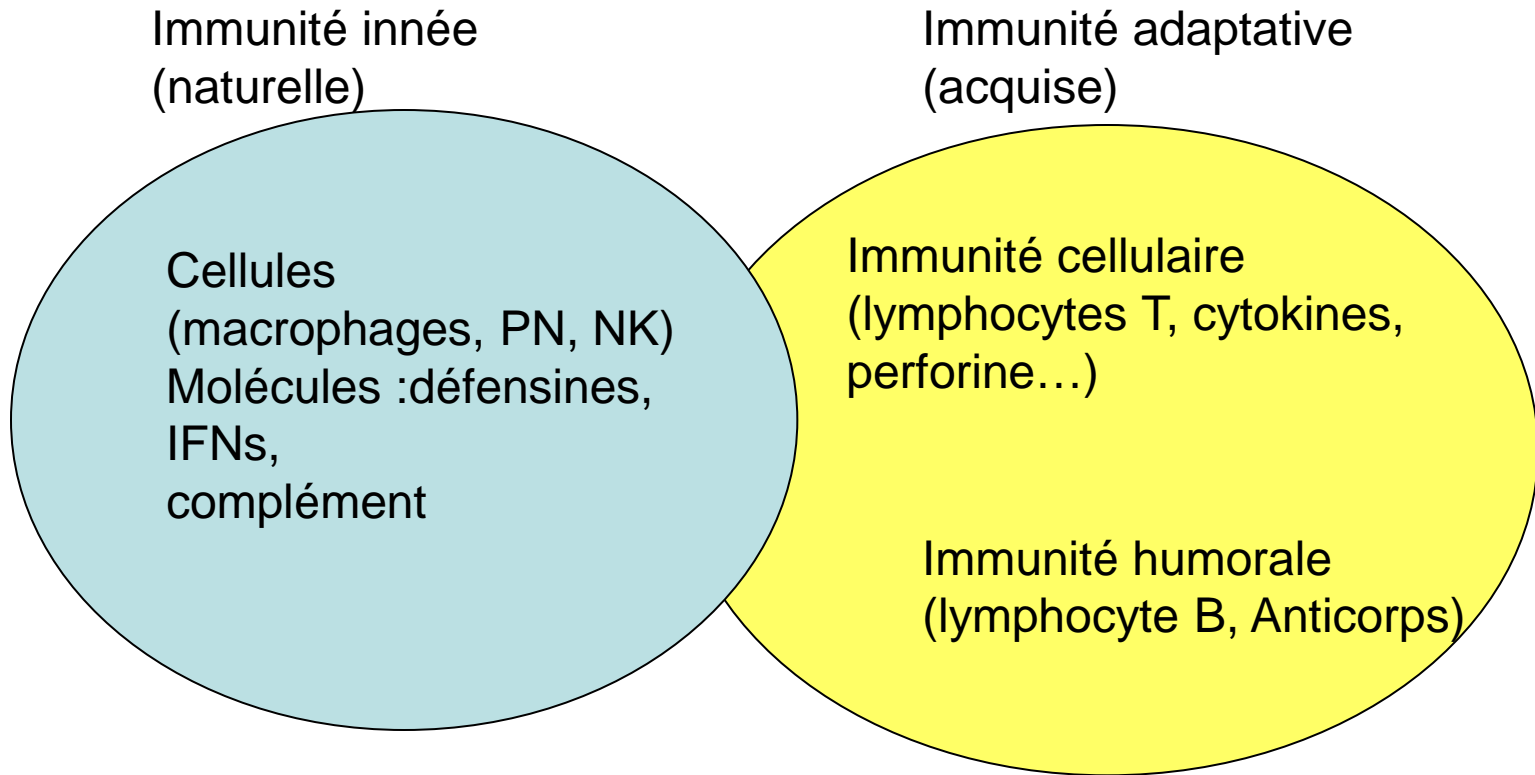 Immunité innée
(naturelle)
Immunité adaptative
(acquise)
Cellules
(macrophages, PN, NK)
Molécules :défensines,
IFNs,
complément
Immunité cellulaire
(lymphocytes T, cytokines,
perforine…)
Immunité humorale
(lymphocyte B, Anticorps)